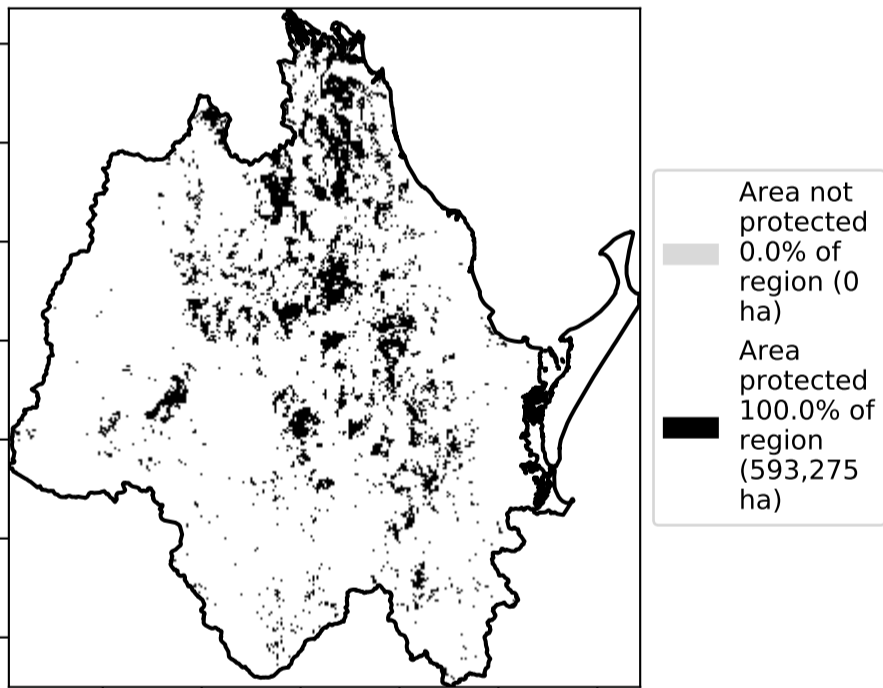 Area not
protected
0.0% of
region (0
ha)
Area
protected
100.0% of
region
(593,275
ha)